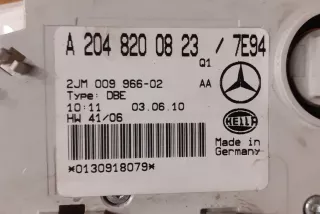 A 204 820 08 23 / 7E94
Q1
2JM 009 966-02 AA
Type: DBE
10:11 03.06.10
HW 41/06
HELLA
Made in
Germany
*0130918079*